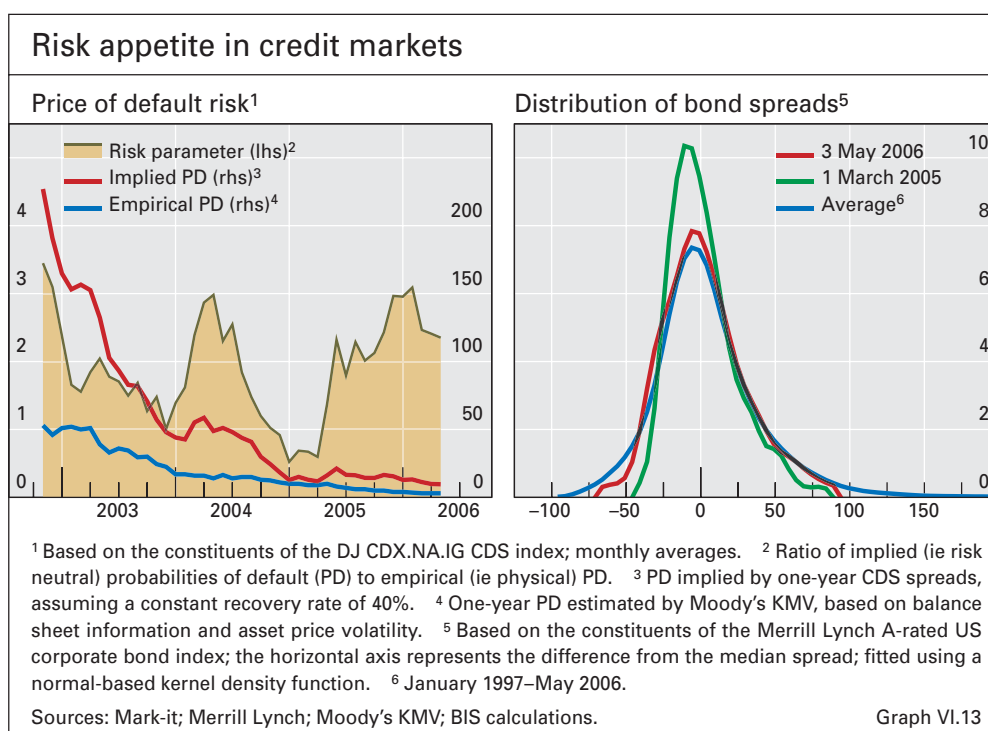 Risk appetite in credit markets
Price of default risk1
Distribution of bond spreads5
Risk parameter (lhs)2
Implied PD (rhs)3
Empirical PD (rhs)4
4
3
2
1
0
200
150
100
50
0
2003
2004
2005
2006
3 May 2006
1 March 2005
Average6
10
8
6
4
2
0
–100
–50
0
50
100
150
1 Based on the constituents of the DJ CDX.NA.IG CDS index; monthly averages. 2 Ratio of implied (ie risk
neutral) probabilities of default (PD) to empirical (ie physical) PD. 3 PD implied by one-year CDS spreads,
assuming a constant recovery rate of 40%. 4 One-year PD estimated by Moody's KMV, based on balance
sheet information and asset price volatility. 5 Based on the constituents of the Merrill Lynch A-rated US
corporate bond index; the horizontal axis represents the difference from the median spread; fitted using a
normal-based kernel density function. 6 January 1997–May 2006.
Sources: Mark-it; Merrill Lynch; Moody's KMV; BIS calculations.
Graph VI.13